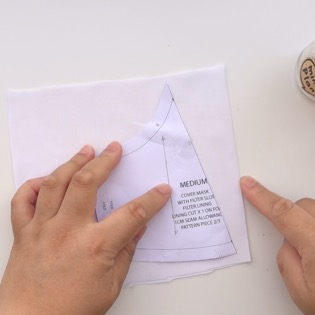 MEDIUM
COVER MASK
WITH FILTER SLOT
FILTER LINING
LINING CUT X 1 ON FOL
1CM SEAM ALLOWANC
PATTERN PIECE 2/3